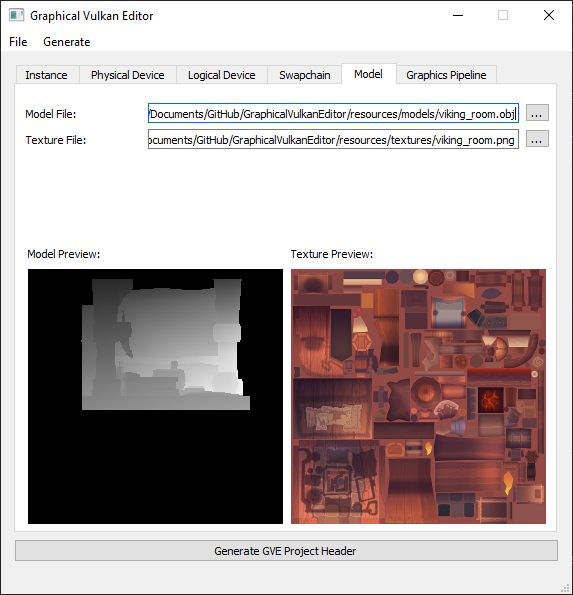 Graphical Vulkan Editor
File Generate
Instance Physical Device Logical Device Swapchain Model Graphics Pipeline
Model File: /Documents/GitHub/GraphicalVulkanEditor/resources/models/viking_room.obj ...
Texture File: ocuments/GitHub/GraphicalVulkanEditor/resources/textures/viking_room.png ...
Model Preview: Texture Preview:
Generate GVE Project Header